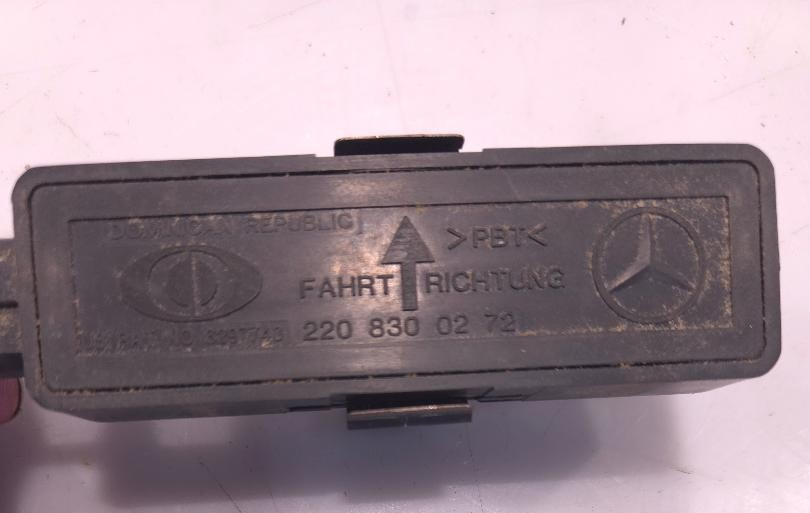 DOMINICAN REPUBLIC
>PBT<
FAHRT RICHTUNG
220 830 02 72